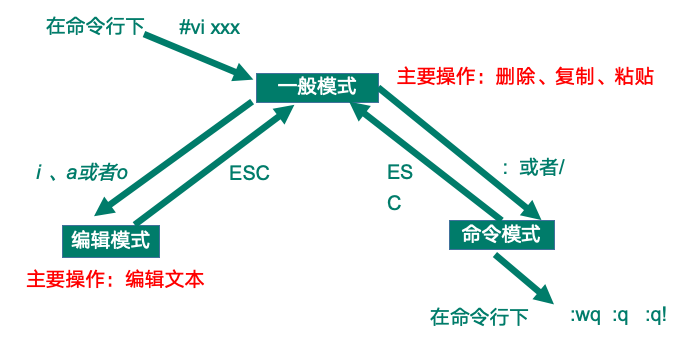 在命令行下 #vi xxx
一般模式
主要操作：删除、复制、粘贴
i 、a或者o
ESC
ES
C
: 或者/
编辑模式
命令模式
主要操作：编辑文本
在命令行下 :wq :q :q!